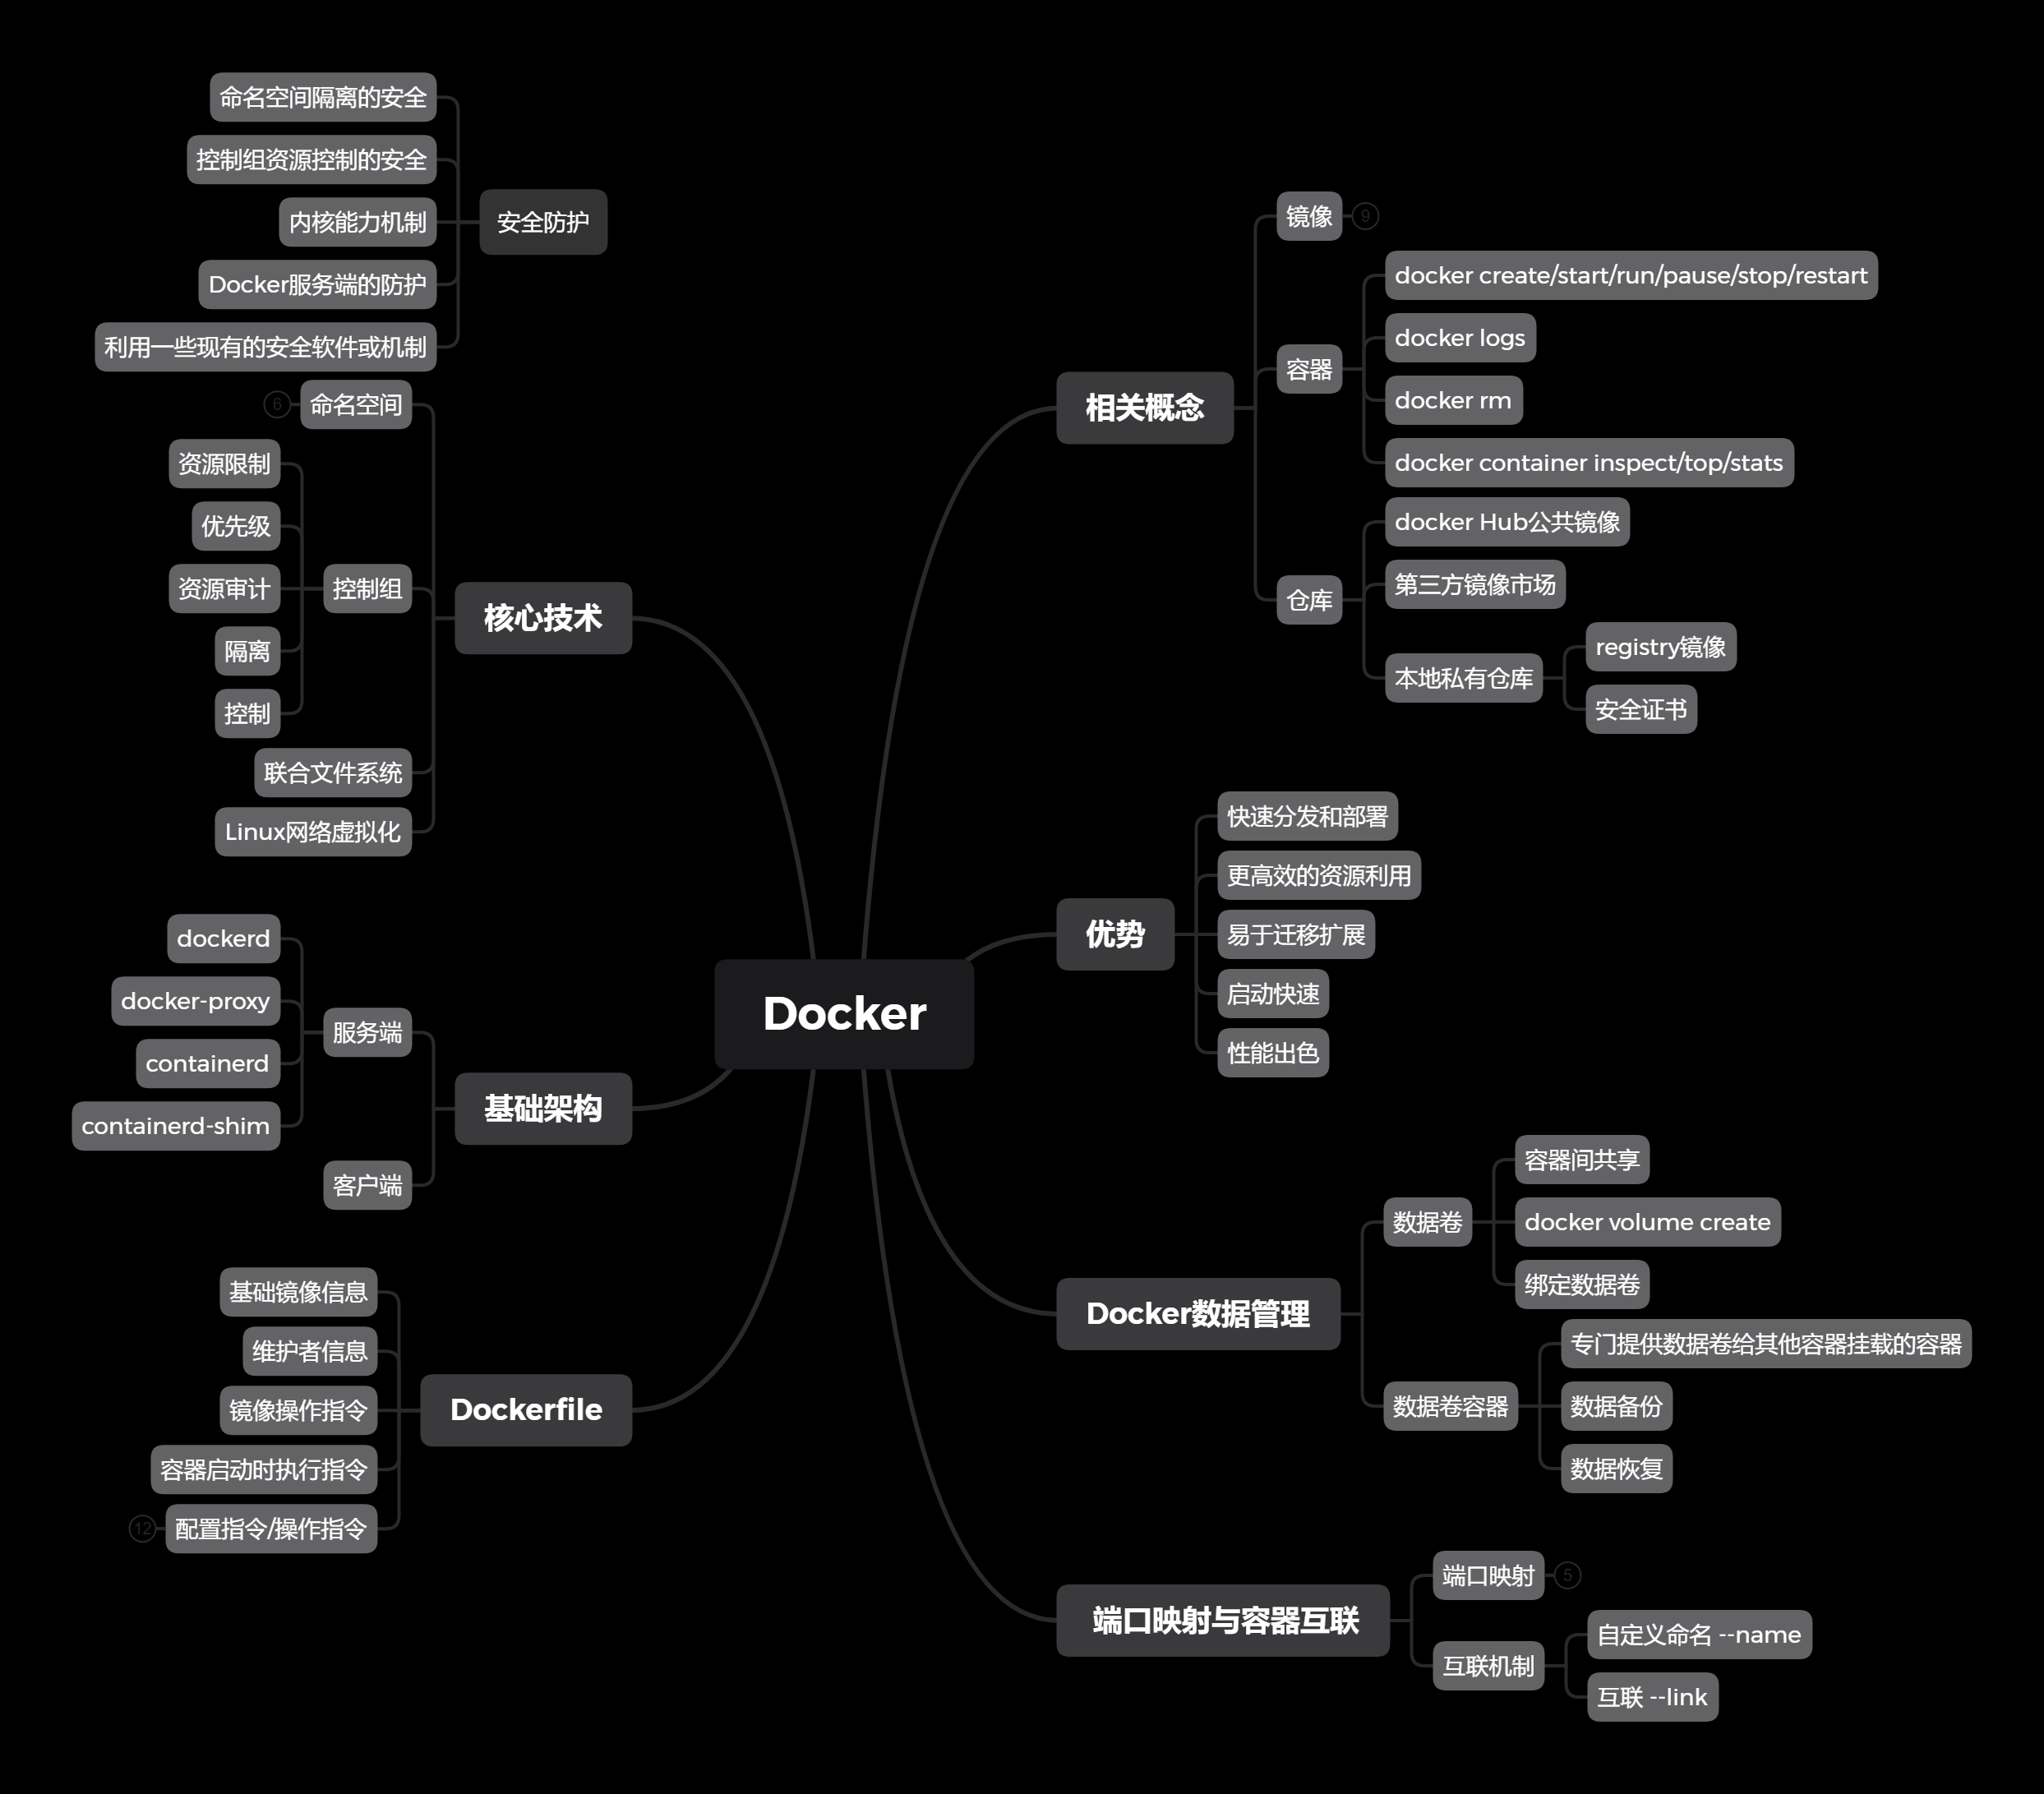 Docker
相关概念
镜像
9
容器
docker create/start/run/pause/stop/restart
docker logs
docker rm
docker container inspect/top/stats
仓库
docker Hub公共镜像
第三方镜像市场
本地私有仓库
registry镜像
安全证书
优势
快速分发和部署
更高效的资源利用
易于迁移扩展
启动快速
性能出色
Docker数据管理
数据卷
容器间共享
docker volume create
绑定数据卷
数据卷容器
专门提供数据卷给其他容器挂载的容器
数据备份
数据恢复
端口映射与容器互联
端口映射
5
互联机制
自定义命名 --name
互联 --link
安全防护
命名空间隔离的安全
控制组资源控制的安全
内核能力机制
Docker服务端的防护
利用一些现有的安全软件或机制
核心技术
命名空间
6
控制组
资源限制
优先级
资源审计
隔离
控制
联合文件系统
Linux网络虚拟化
基础架构
服务端
dockerd
docker-proxy
containerd
containerd-shim
客户端
Dockerfile
基础镜像信息
维护者信息
镜像操作指令
容器启动时执行指令
配置指令/操作指令
12